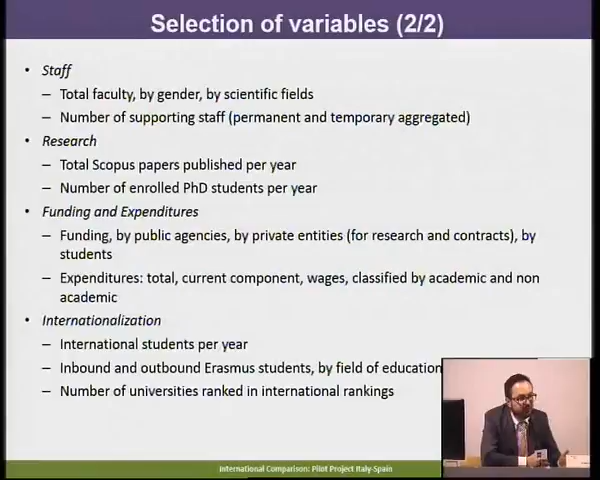 Selection of variables (2/2)
• Staff
– Total faculty, by gender, by scientific fields
– Number of supporting staff (permanent and temporary aggregated)
• Research
– Total Scopus papers published per year
– Number of enrolled PhD students per year
• Funding and Expenditures
– Funding, by public agencies, by private entities (for research and contracts), by
students
– Expenditures: total, current component, wages, classified by academic and non
academic
• Internationalization
– International students per year
– Inbound and outbound Erasmus students, by field of education
– Number of universities ranked in international rankings
International Comparison: Pilot Project Italy-Spain